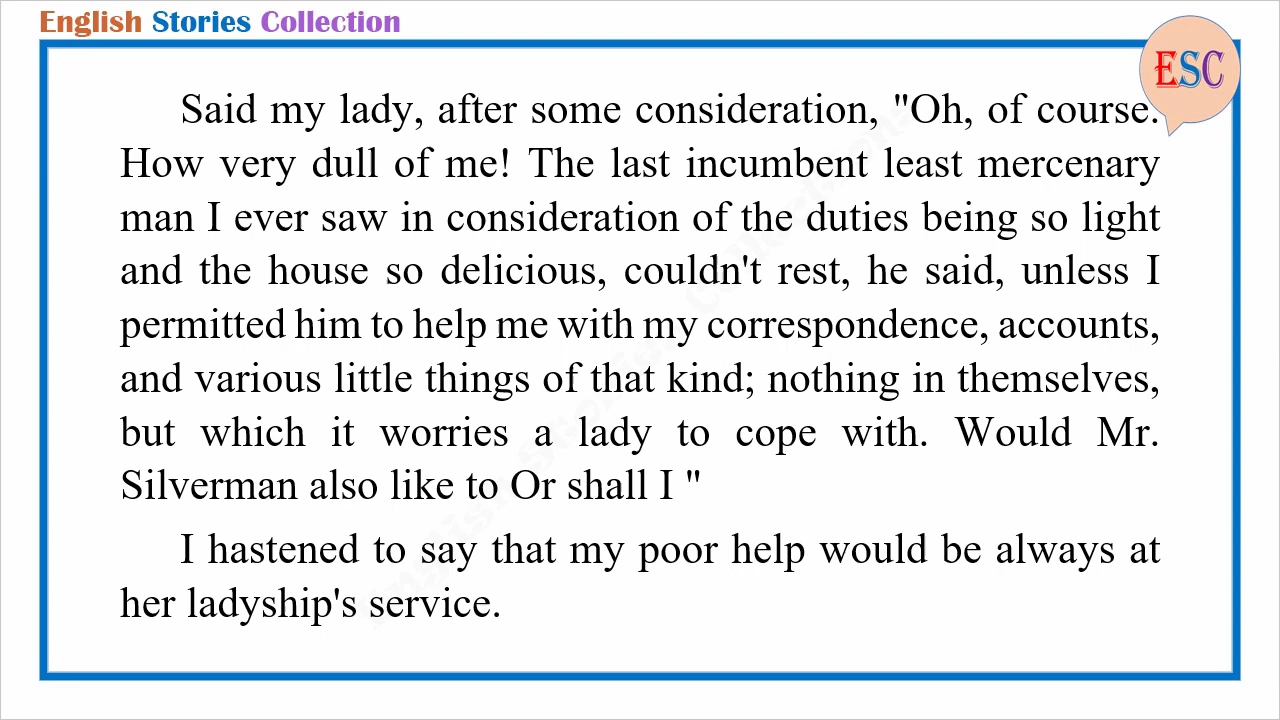 English Stories Collection
ESC
Said my lady, after some consideration, "Oh, of course.
How very dull of me! The last incumbent least mercenary
man I ever saw in consideration of the duties being so light
and the house so delicious, couldn't rest, he said, unless I
permitted him to help me with my correspondence, accounts,
and various little things of that kind; nothing in themselves,
but which it worries a lady to cope with. Would Mr.
Silverman also like to Or shall I "
I hastened to say that my poor help would be always at
her ladyship's service.